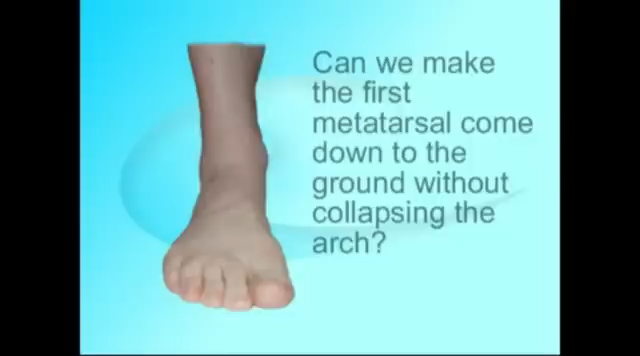 Can we make
the first
metatarsal come
down to the
ground without
collapsing the
arch?